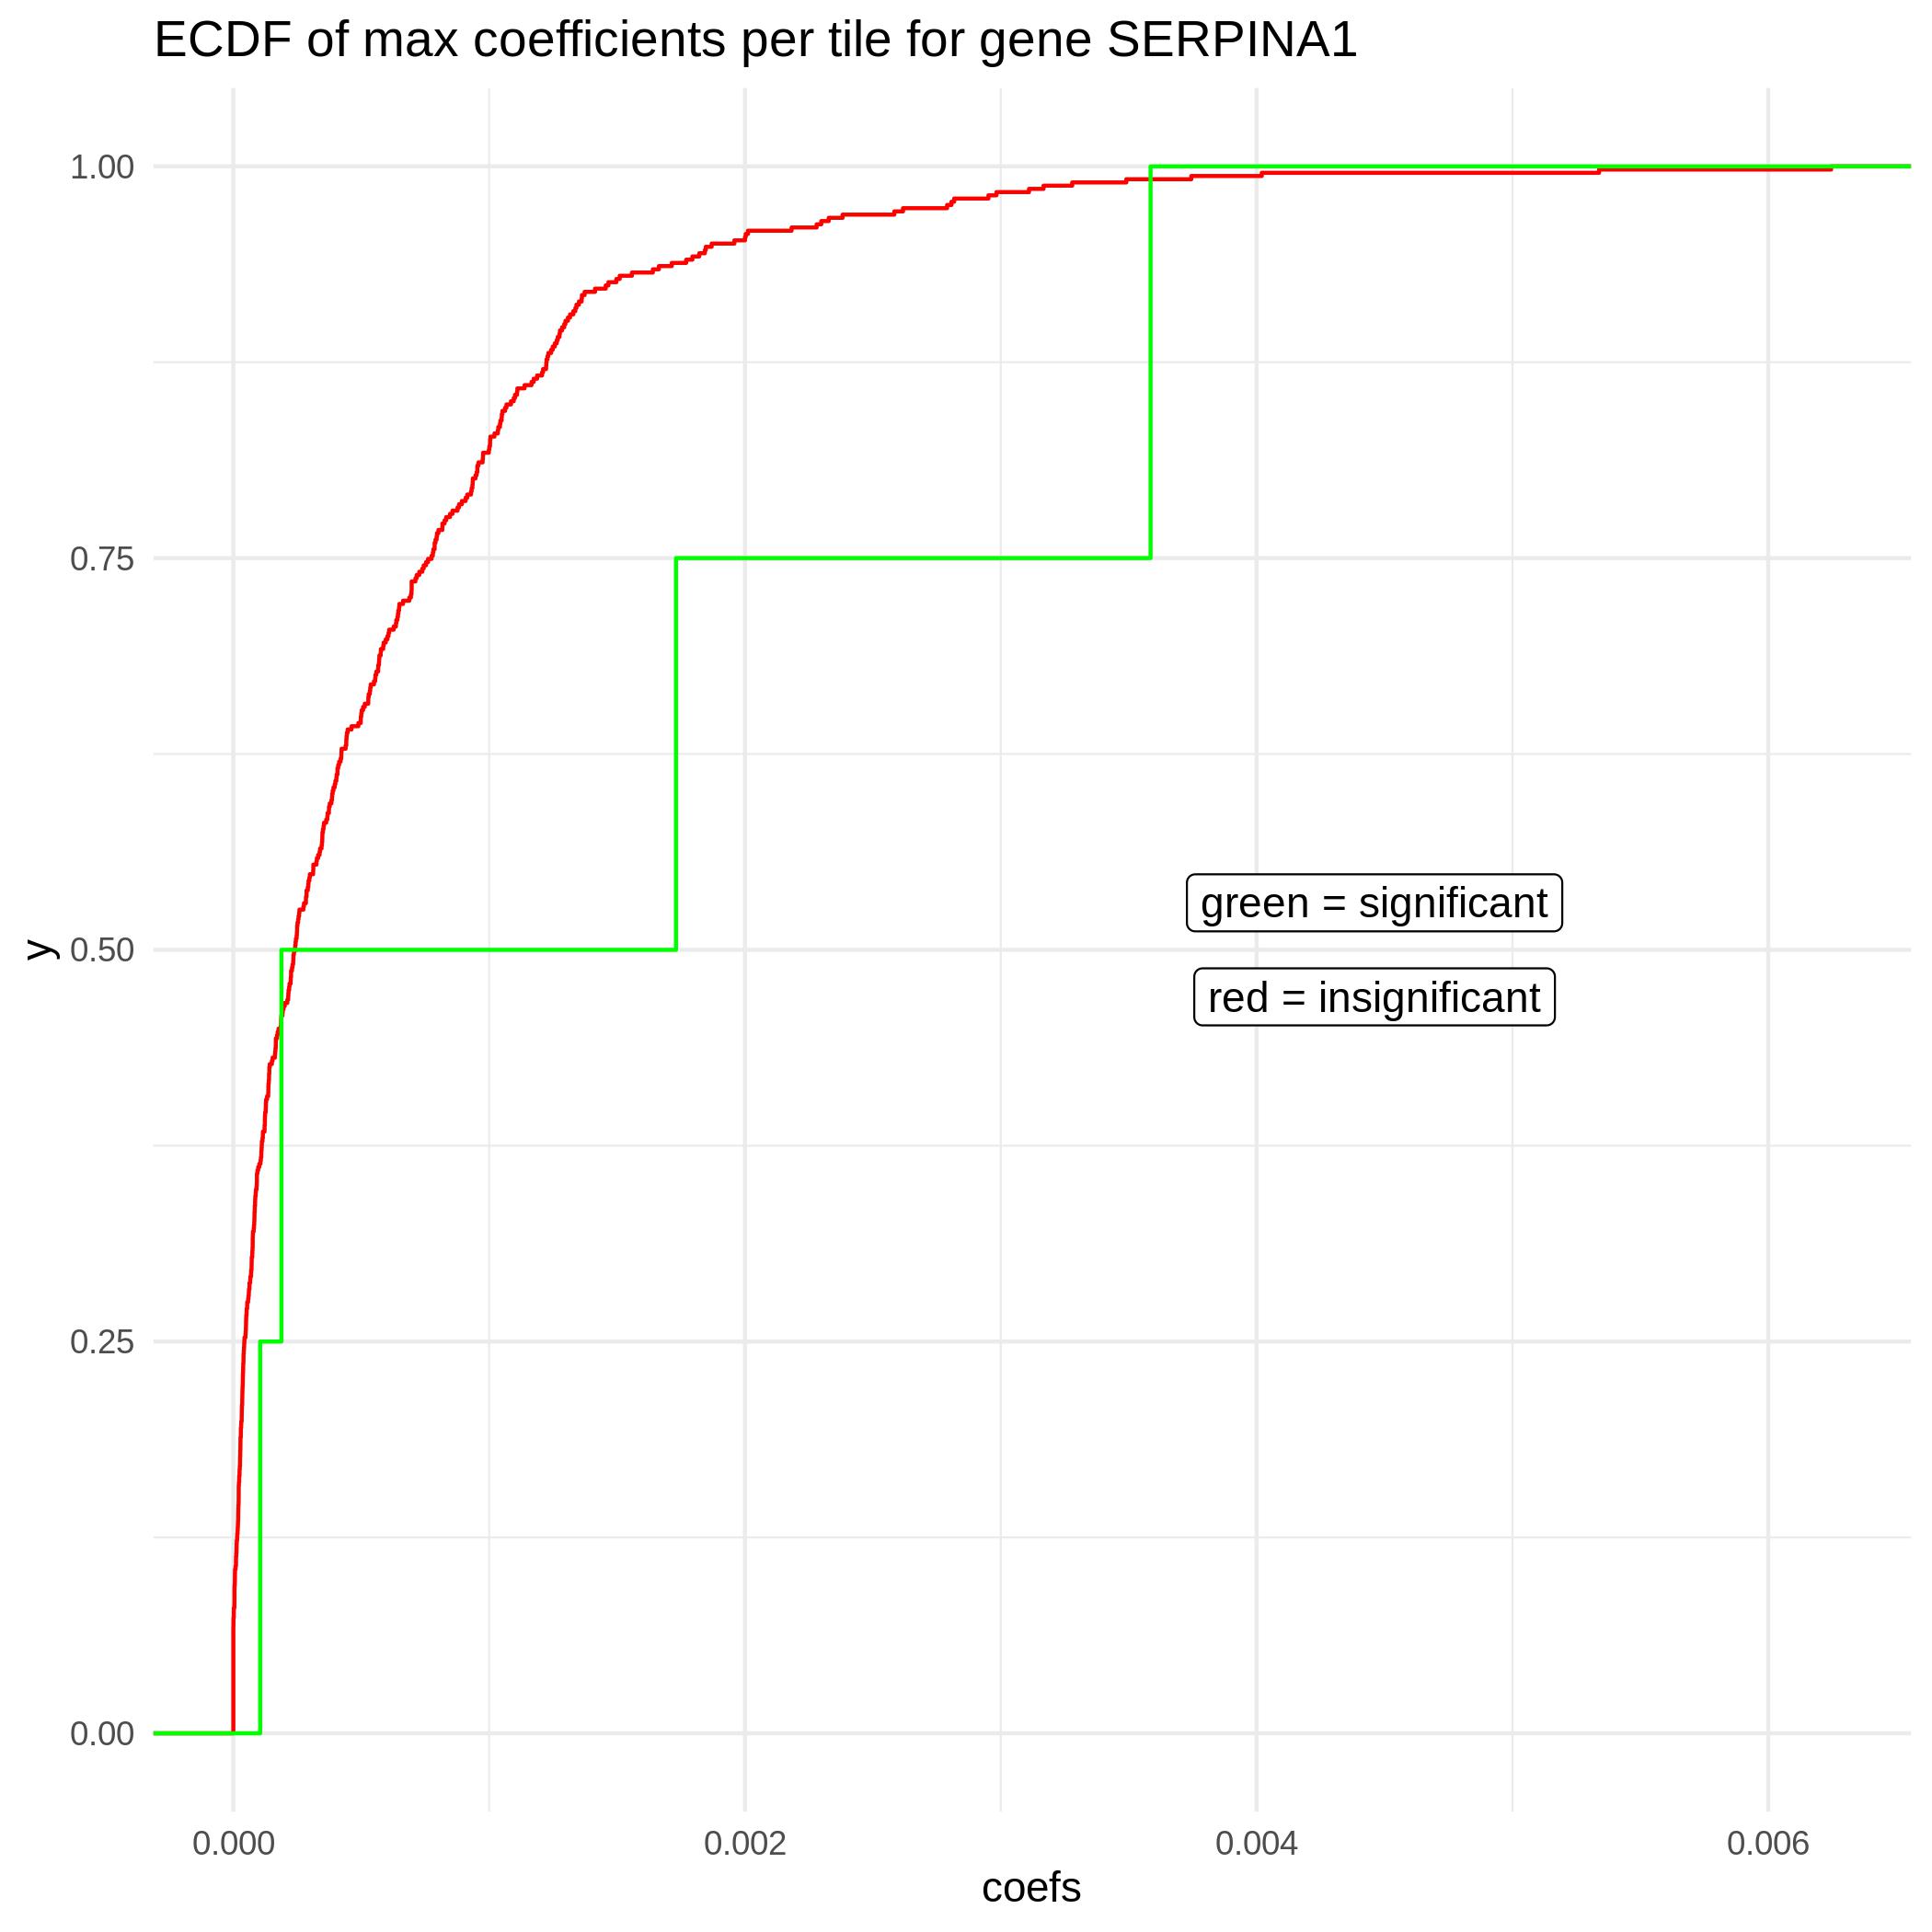 ECDF of max coefficients per tile for gene SERPINA1
1.00
0.75
0.50
0.25
0.00
y
green = significant
red = insignificant
0.000 0.002 0.004 0.006
coefs